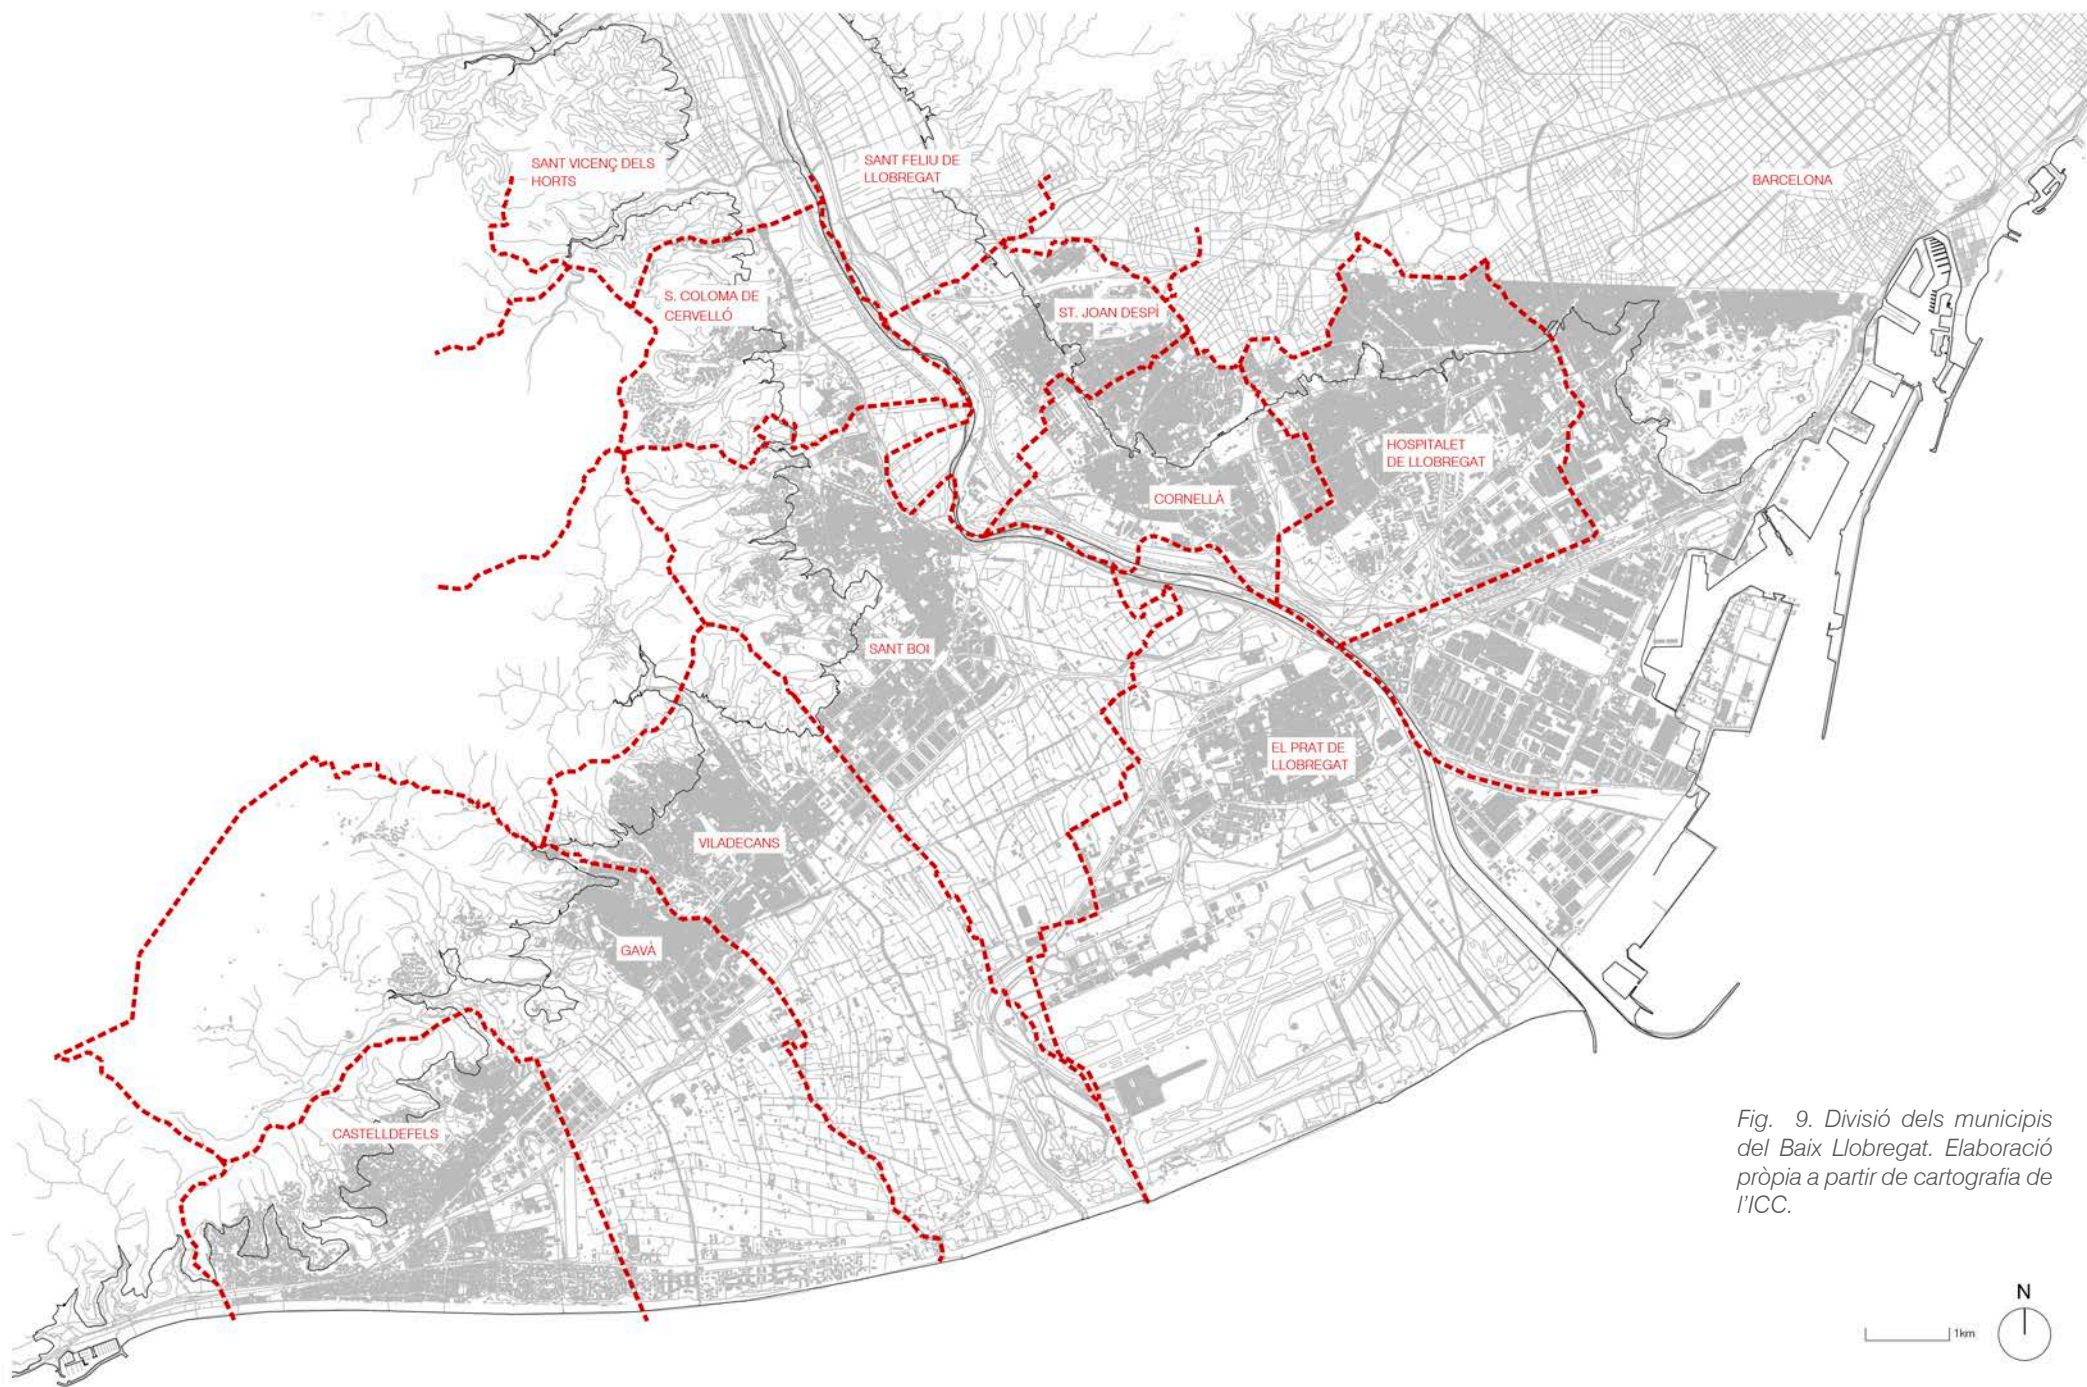 SANT VICENÇ DELS
HORTS
SANT FELIU DE
LLOBREGAT
BARCELONA
S. COLOMA DE
CERVELLÓ
ST. JOAN DESPÍ
HOSPITALET
DE LLOBREGAT
CORNELLÀ
SANT BOI
EL PRAT DE
LLOBREGAT
VILADECANS
GAVÀ
CASTELLDEFELS
Fig. 9. Divisió dels municipis
del Baix Llobregat. Elaboració
pròpia a partir de cartografia de
l'ICC.
N
1km